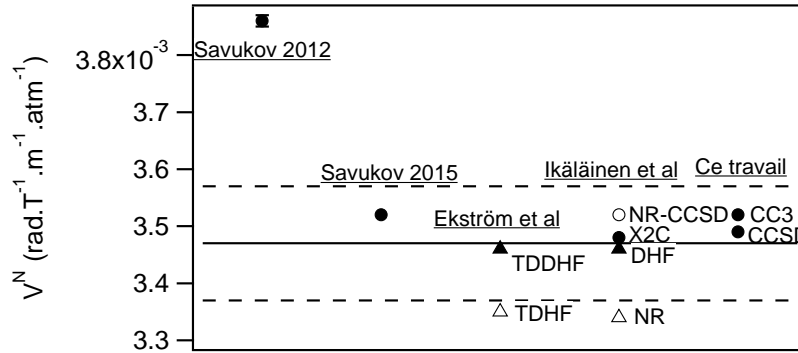 V^N (rad.T^-1.m^-1.atm^-1)
3.8x10^-3
3.7
3.6
3.5
3.4
3.3
Savukov 2012
Savukov 2015
Ekström et al
TDDHF
TDHF
Ikäläinen et al
NR-CCSD
X2C
DHF
NR
Ce travail
CC3
CCSD